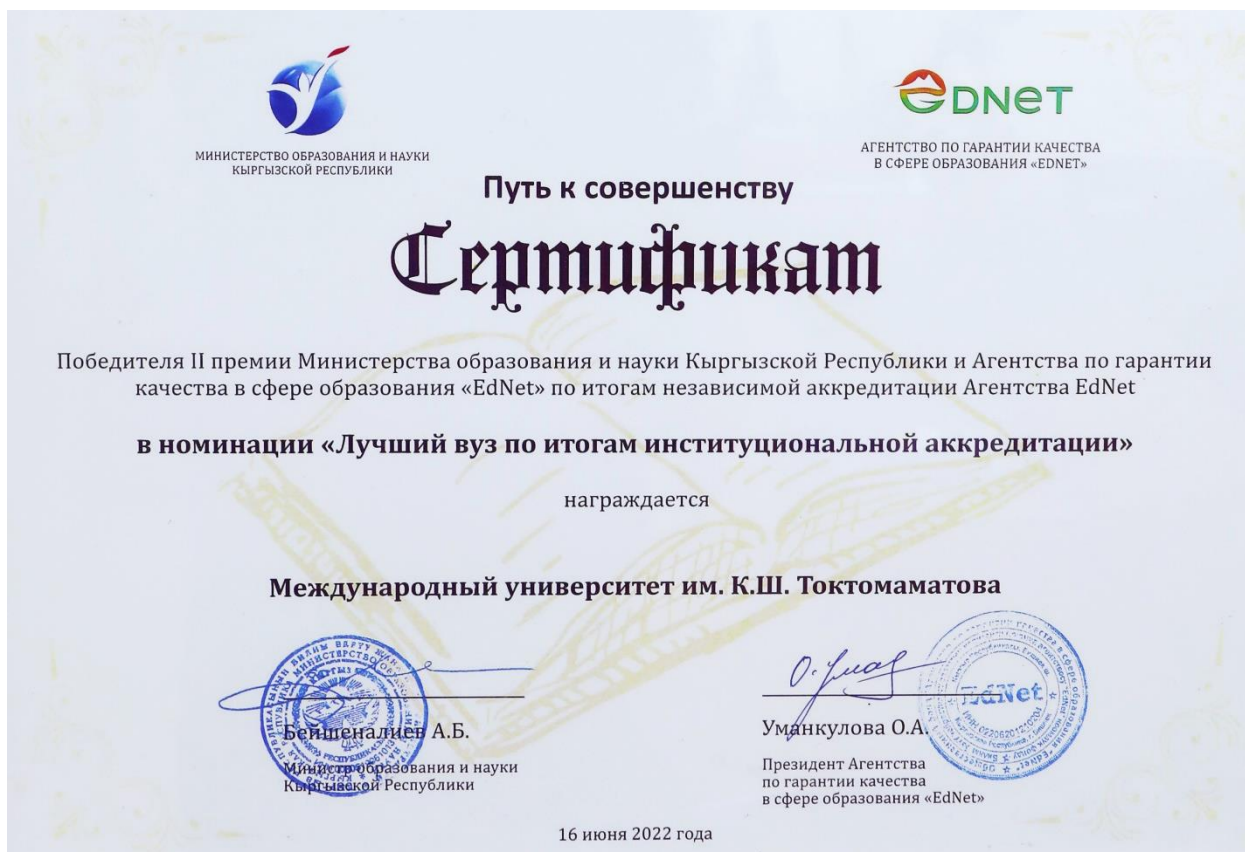 EDNET
МИНИСТЕРСТВО ОБРАЗОВАНИЯ И НАУКИ
КЫРГЫЗСКОЙ РЕСПУБЛИКИ
АГЕНТСТВО ПО ГАРАНТИИ КАЧЕСТВА
В СФЕРЕ ОБРАЗОВАНИЯ «EDNET»
Путь к совершенству
Сертификат
Победителя II премии Министерства образования и науки Кыргызской Республики и Агентства по гарантии
качества в сфере образования «EdNet» по итогам независимой аккредитации Агентства EdNet
в номинации «Лучший вуз по итогам институциональной аккредитации»
награждается
Международный университет им. К.Ш. Токтомаматова
EdNet
Бейшеналиев А.Б.
Министр образования и науки
Кыргызской Республики
Уманкулова О.А.
Президент Агентства
по гарантии качества
в сфере образования «EdNet»
16 июня 2022 года